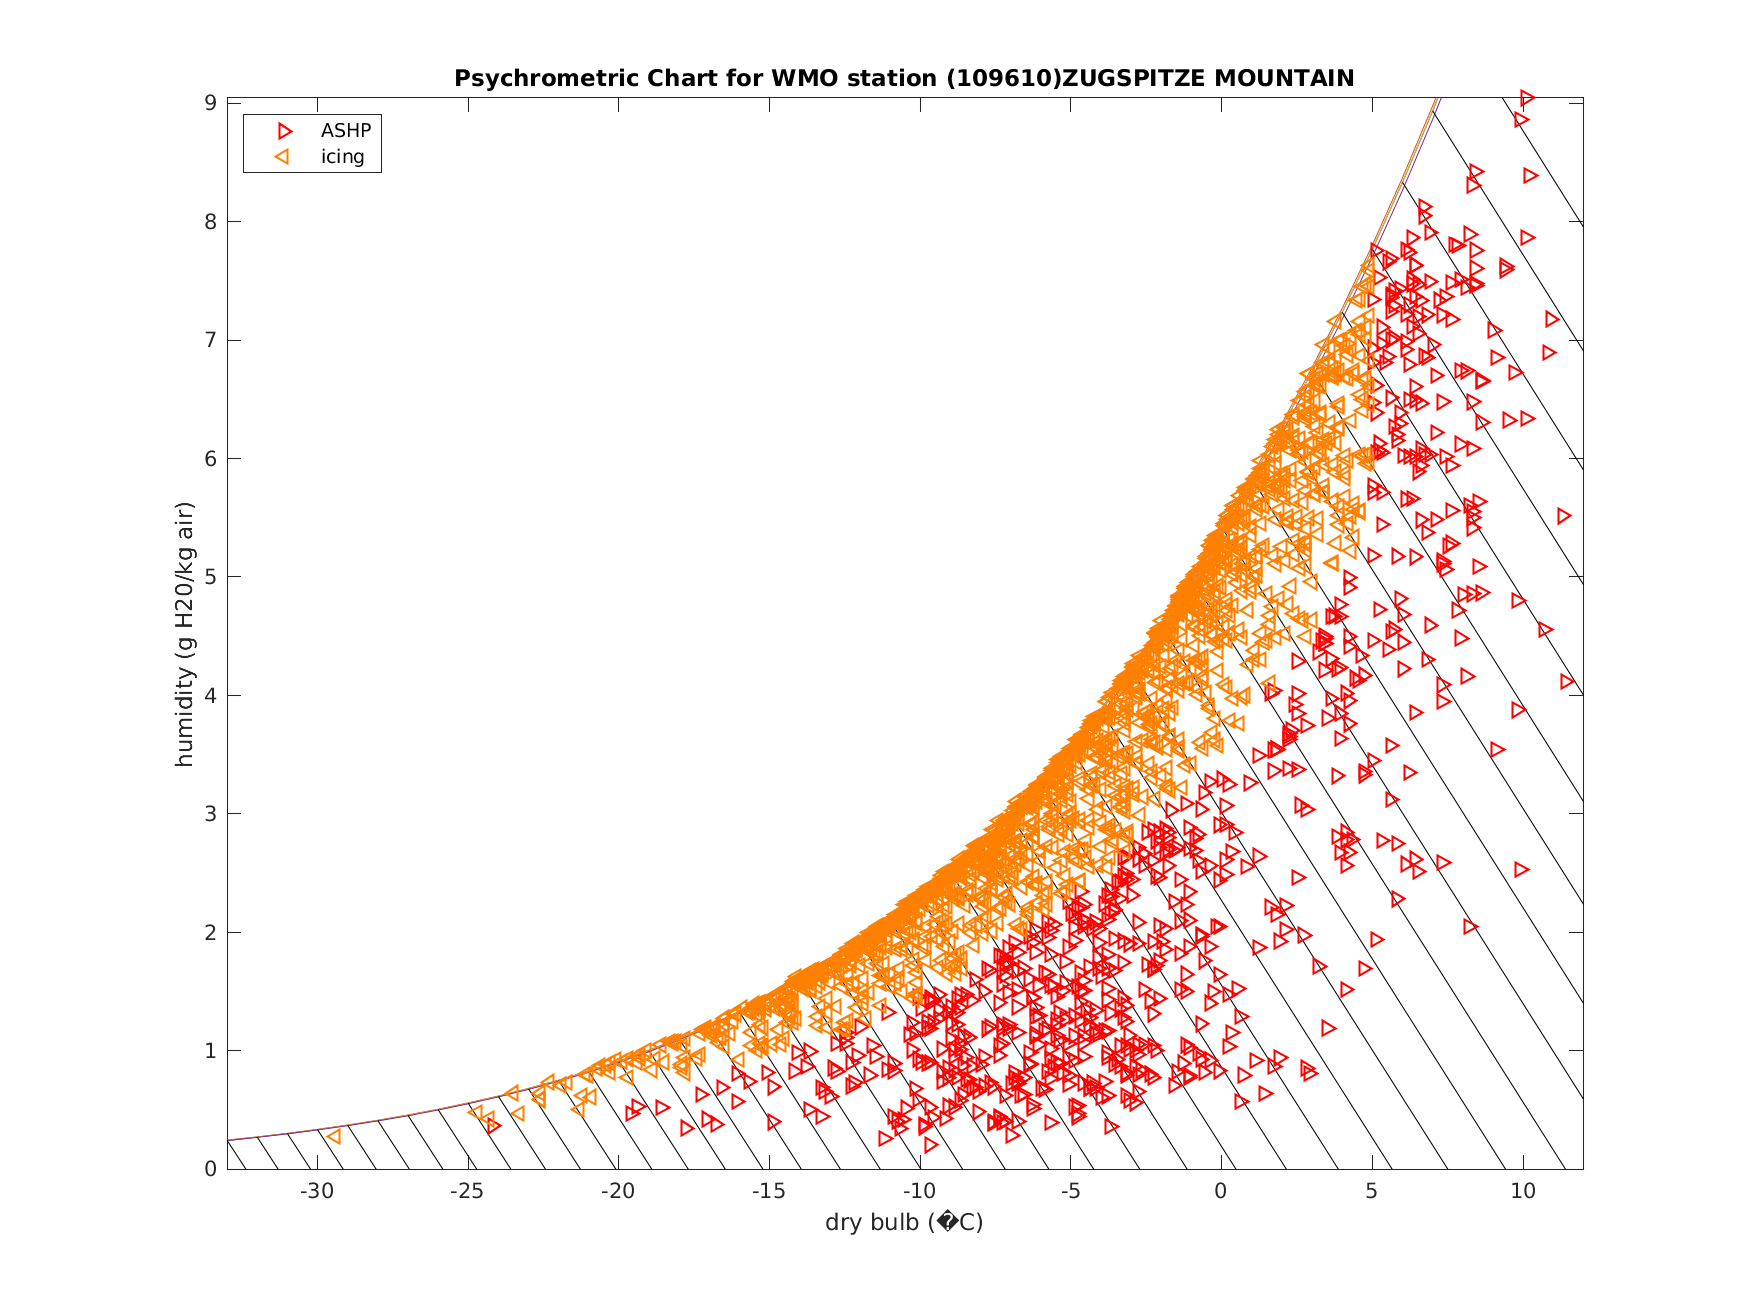 Psychrometric Chart for WMO station (109610)ZUGSPITZE MOUNTAIN
ASHP
icing
9
8
7
6
5
4
3
2
1
0
humidity (g H20/kg air)
-30 -25 -20 -15 -10 -5 0 5 10
dry bulb (�C)